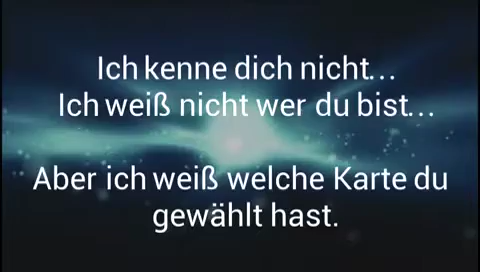 Ich kenne dich nicht...
Ich weiß nicht wer du bist...
Aber ich weiß welche Karte du
gewählt hast.